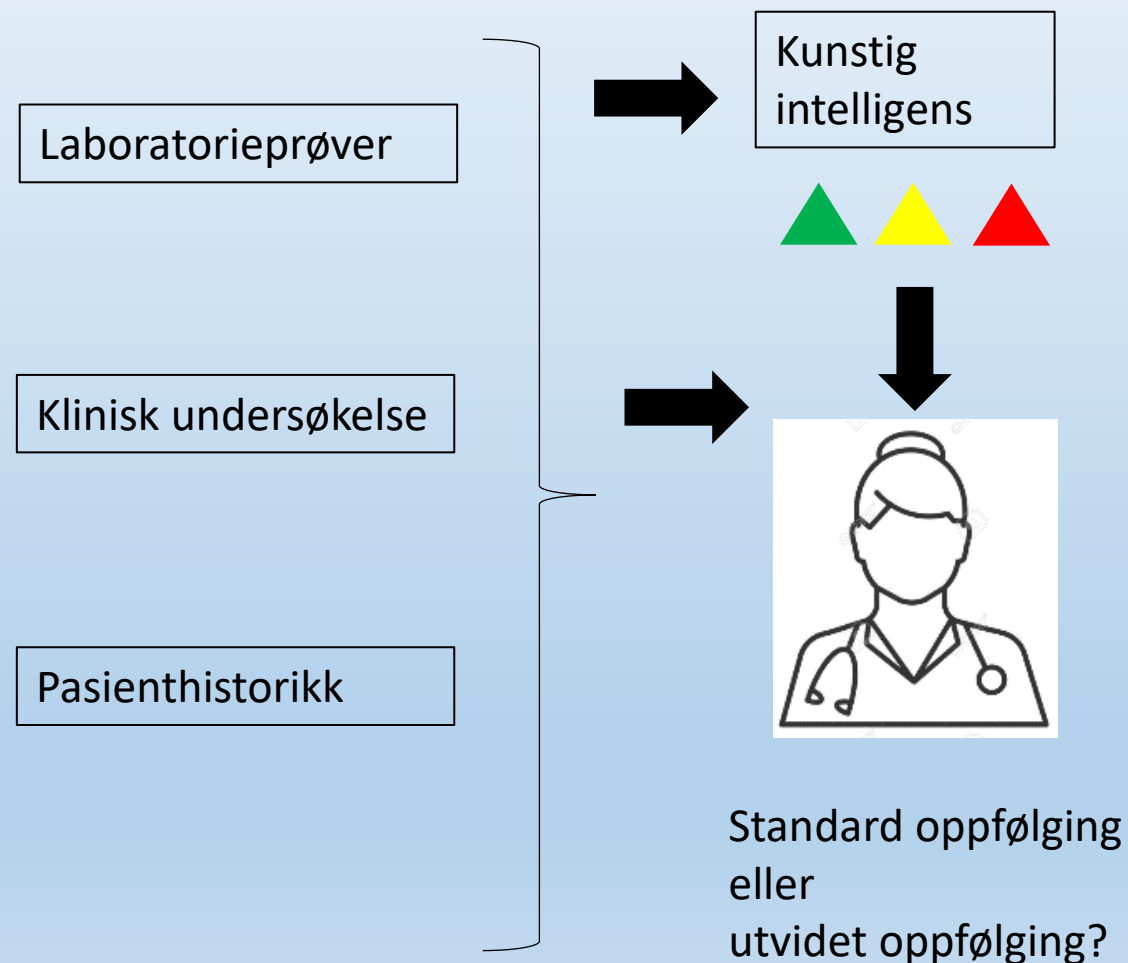 Laboratorieprøver
Klinisk undersøkelse
Pasienthistorikk
Kunstig
intelligens
Standard oppfølging
eller
utvidet oppfølging?